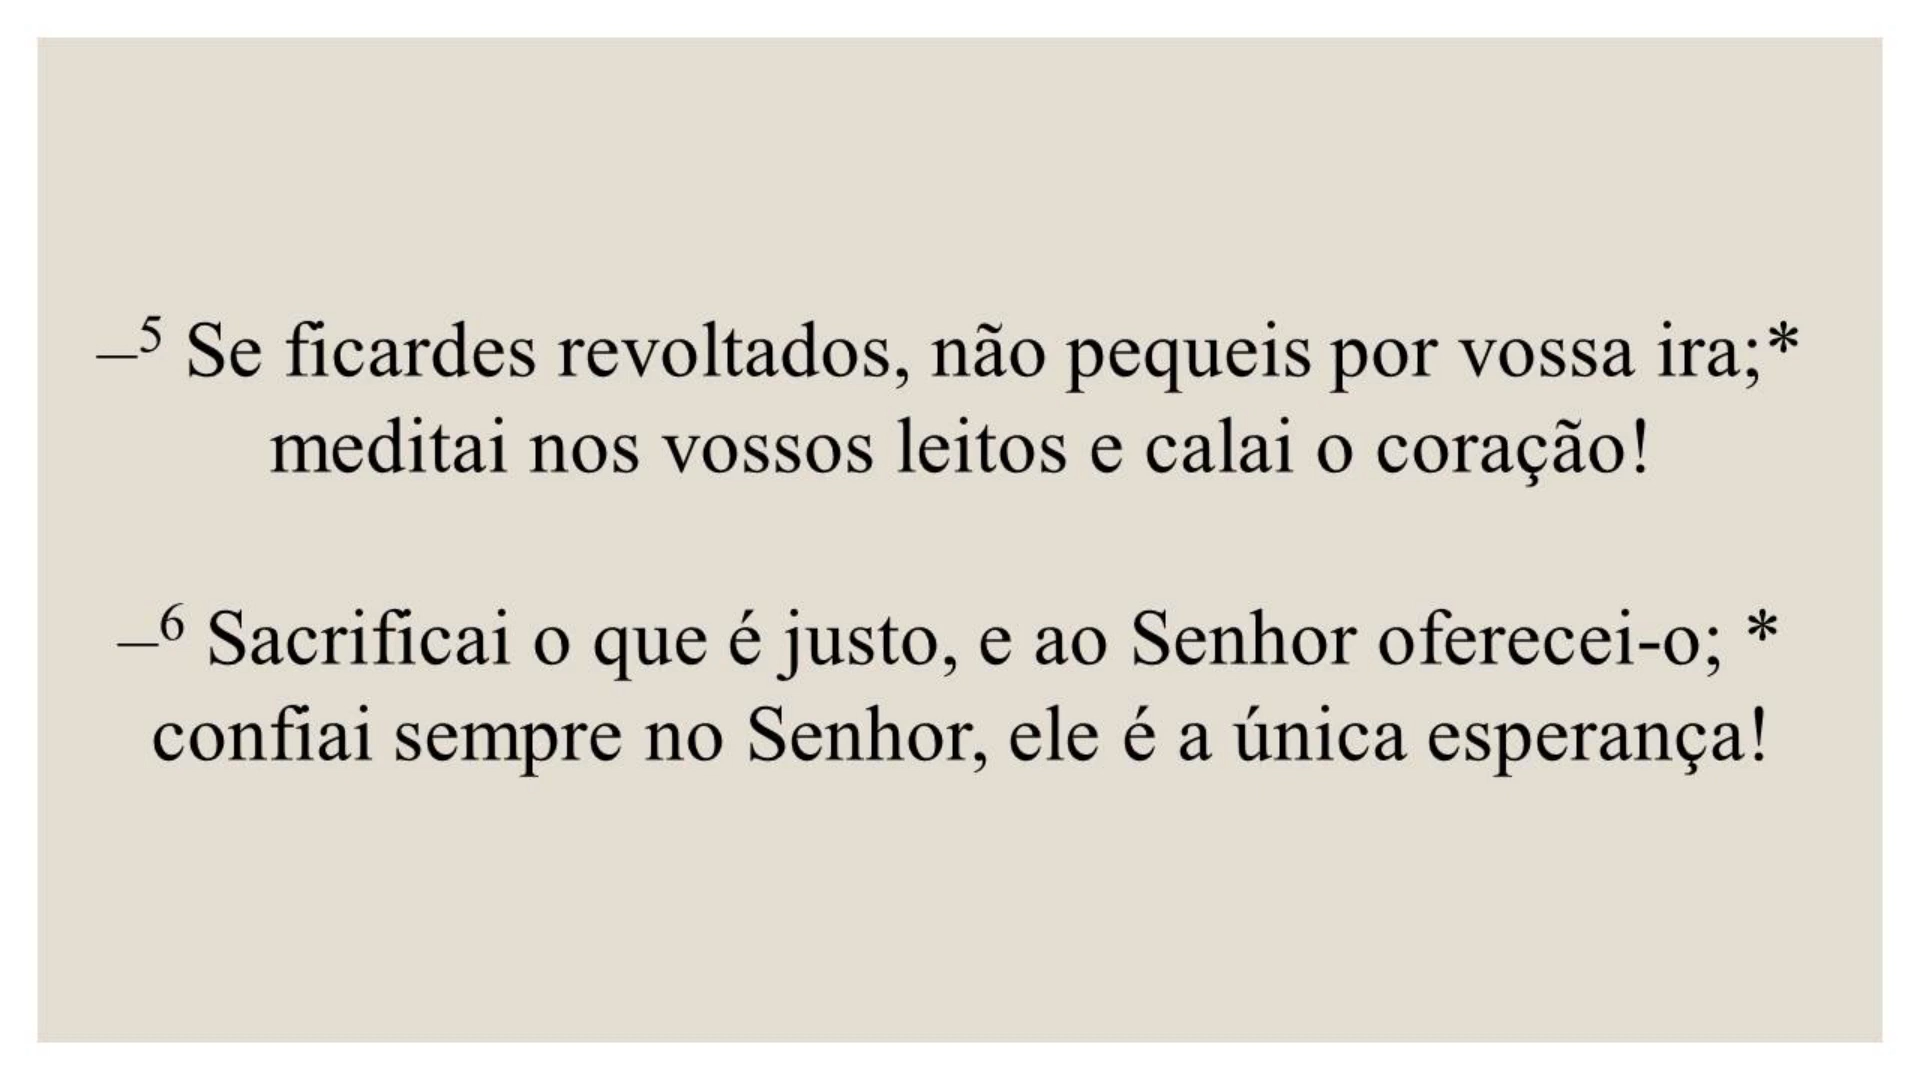 –⁵ Se ficardes revoltados, não pequeis por vossa ira;*
meditai nos vossos leitos e calai o coração!
–⁶ Sacrificai o que é justo, e ao Senhor oferecei-o; *
confiai sempre no Senhor, ele é a única esperança!